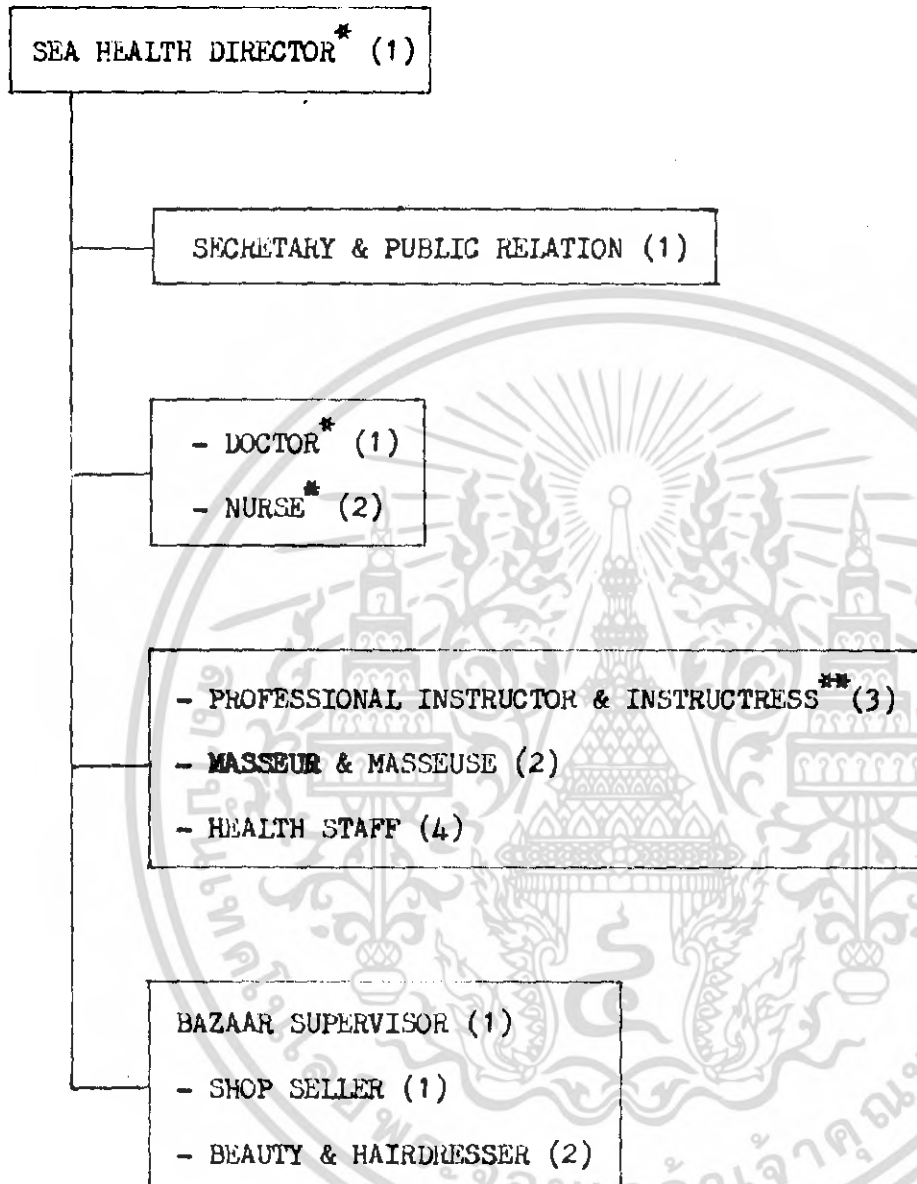 SEA HEALTH DIRECTOR* (1)
SECRETARY & PUBLIC RELATION (1)
- DOCTOR* (1)
- NURSE* (2)
- PROFESSIONAL INSTRUCTOR & INSTRUCTRESS** (3)
- MASSEUR & MASSEUSE (2)
- HEALTH STAFF (4)
BAZAAR SUPERVISOR (1)
- SHOP SELLER (1)
- BEAUTY & HAIRDRESSER (2)